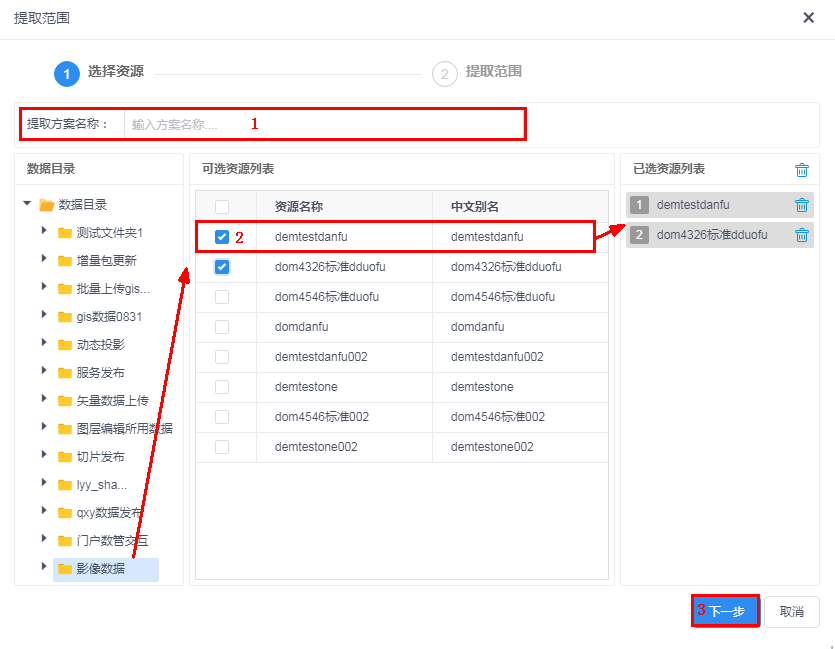 提取范围
1 选择资源
2 提取范围
提取方案名称： 输入方案名称.... 1
数据目录
数据目录
测试文件夹1
增量包更新
批量上传gis...
gis数据0831
动态投影
服务发布
矢量数据上传
图层编辑所用数据
切片发布
lyy_sha...
qxy数据发布
门户数管交互
影像数据
可选资源列表
资源名称 中文别名
2 demtestdanfu demtestdanfu
dom4326标准dduofu dom4326标准dduofu
dom4546标准duofu dom4546标准duofu
domdanfu domdanfu
demtestdanfu002 demtestdanfu002
demtestone demtestone
dom4546标准002 dom4546标准002
demtestone002 demtestone002
已选资源列表
1 demtestdanfu
2 dom4326标准dduofu
3 下一步 取消